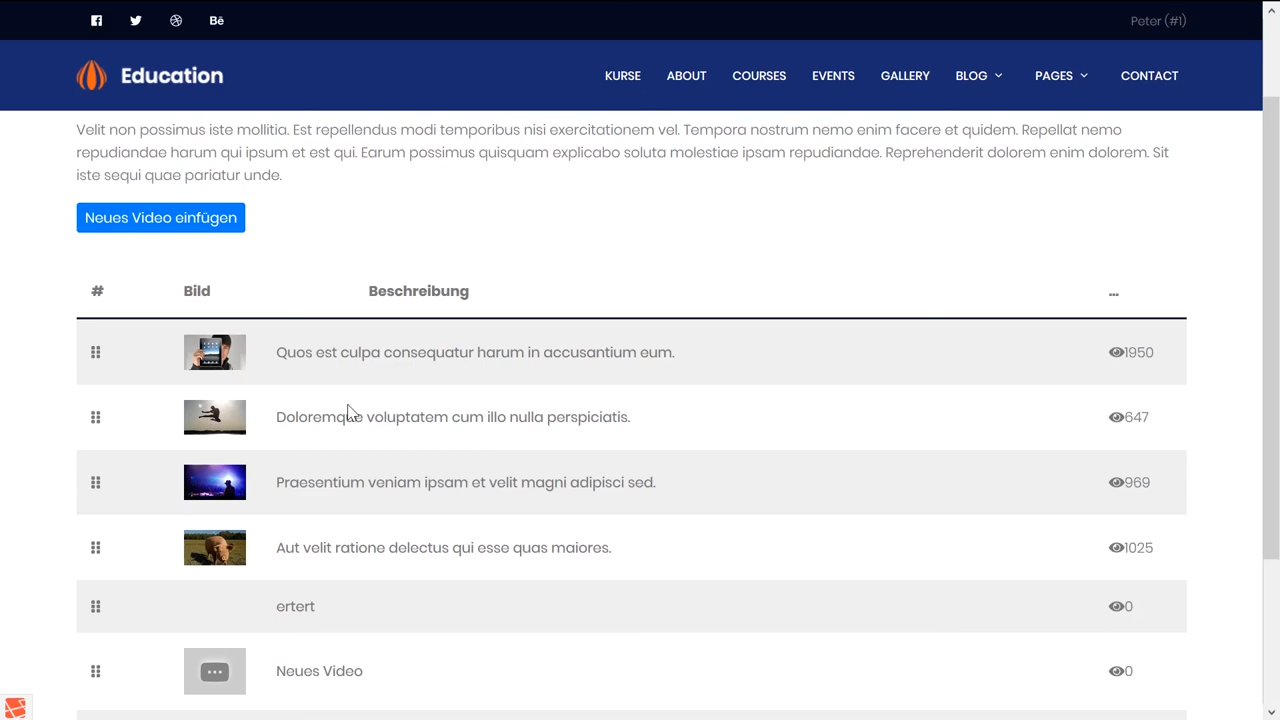 Bē
Peter (#1)
Education
KURSE
ABOUT
COURSES
EVENTS
GALLERY
BLOG
PAGES
CONTACT
Velit non possimus iste mollitia. Est repellendus modi temporibus nisi exercitationem vel. Tempora nostrum nemo enim facere et quidem. Repellat nemo
repudiandae harum qui ipsum et est qui. Earum possimus quisquam explicabo soluta molestiae ipsam repudiandae. Reprehenderit dolorem enim dolorem. Sit
iste sequi quae pariatur unde.
Neues Video einfügen
# Bild Beschreibung ...
Quos est culpa consequatur harum in accusantium eum. 1950
Doloremque voluptatem cum illo nulla perspiciatis. 647
Praesentium veniam ipsam et velit magni adipisci sed. 969
Aut velit ratione delectus qui esse quas maiores. 1025
ertert 0
Neues Video 0